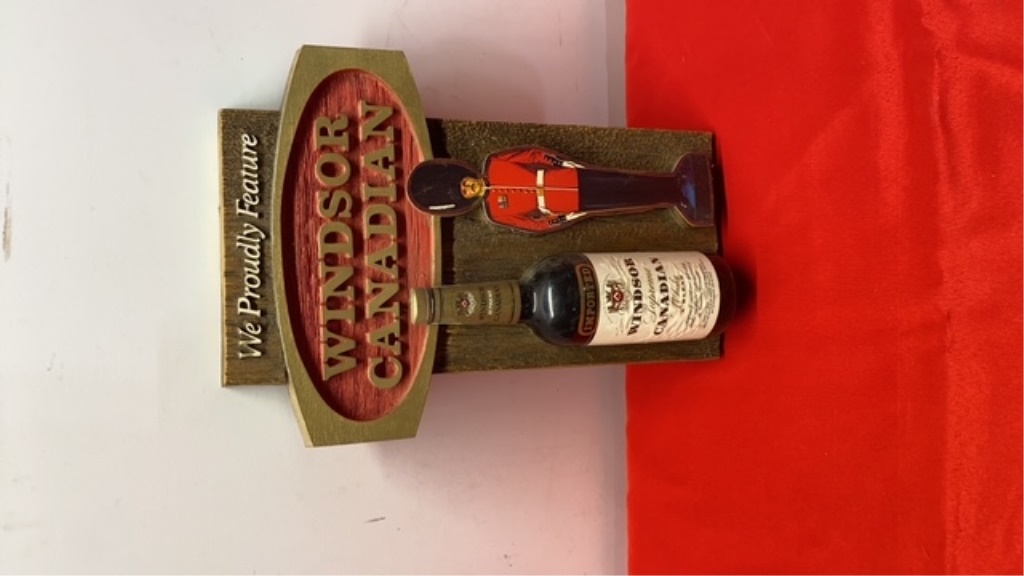 We Proudly Feature
WINDSOR
CANADIAN
IMPORTED
WINDSOR
Supreme
CANADIAN